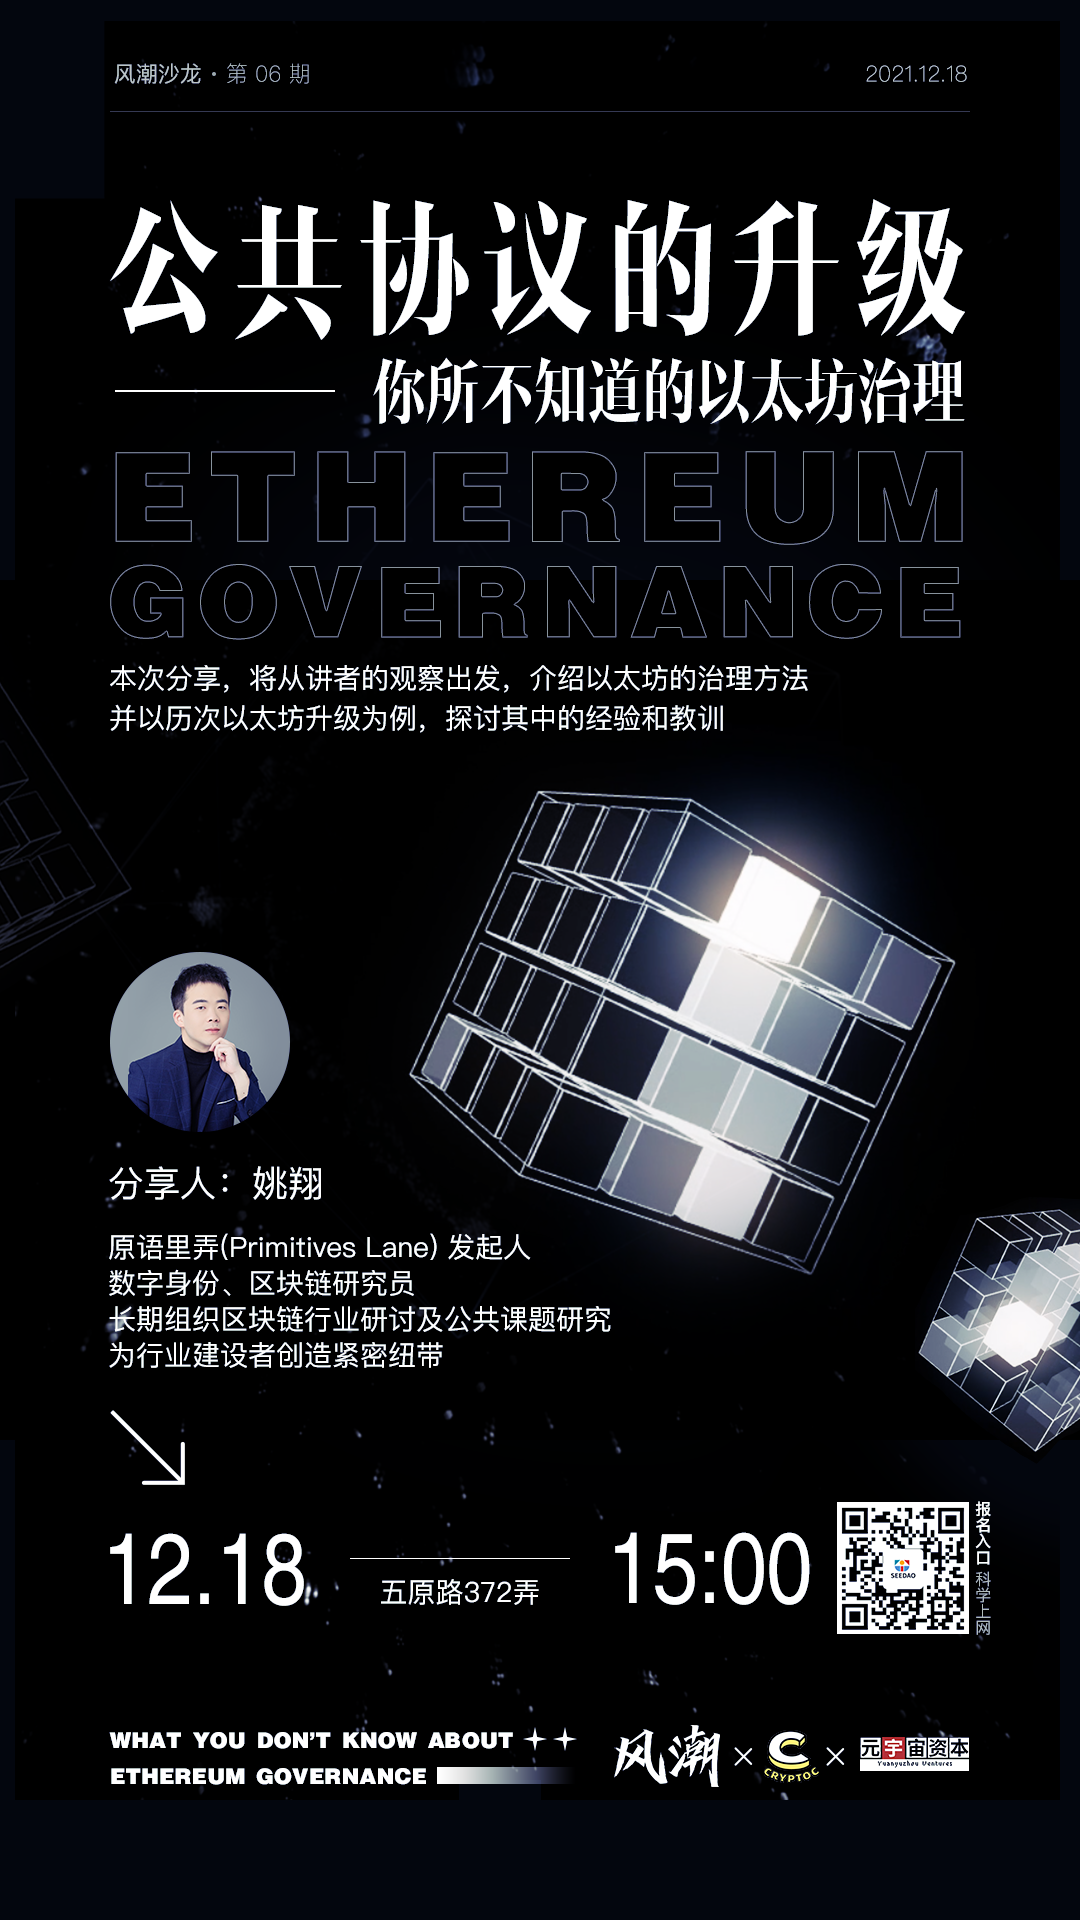 风潮沙龙·第 06 期
2021.12.18
公共协议的升级
你所不知道的以太坊治理
ETHEREUM
GOVERNANCE
本次分享，将从讲者的观察出发，介绍以太坊的治理方法
并以历次以太坊升级为例，探讨其中的经验和教训
分享人：姚翔
原语里弄(Primitives Lane) 发起人
数字身份、区块链研究员
长期组织区块链行业研讨及公共课题研究
为行业建设者创造紧密纽带
12.18
五原路372弄
15:00
SEEDAO
报名入口 科学上网
WHAT YOU DON'T KNOW ABOUT
ETHEREUM GOVERNANCE
风潮 × CRYPTOC × 元宇宙资本
Yuanyuzhou Ventures